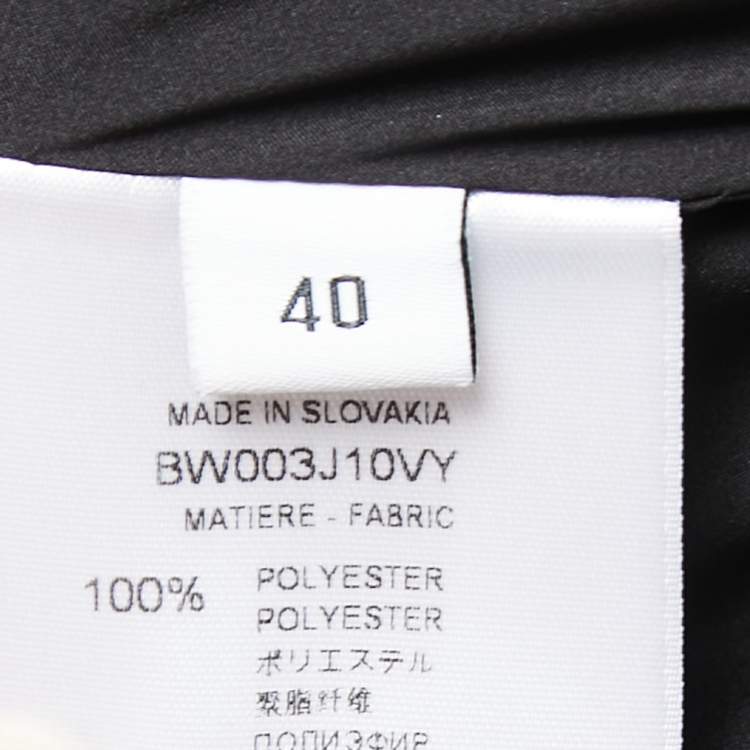 40
MADE IN SLOVAKIA
BW003J10VY
MATIERE - FABRIC
100% POLYESTER
POLYESTER
ポリエステル
聚脂纤维
ПОЛИЭФИР